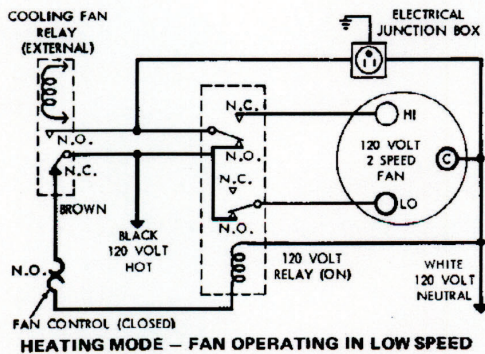 COOLING FAN
RELAY
(EXTERNAL)
ELECTRICAL
JUNCTION BOX
N.C.
HI
N.O.
N.O.
120 VOLT
2 SPEED
FAN
C
N.C.
N.C.
LO
BROWN
N.O.
BLACK
120 VOLT
HOT
120 VOLT
RELAY (ON)
WHITE
120 VOLT
NEUTRAL
N.O.
FAN CONTROL (CLOSED)
HEATING MODE — FAN OPERATING IN LOW SPEED